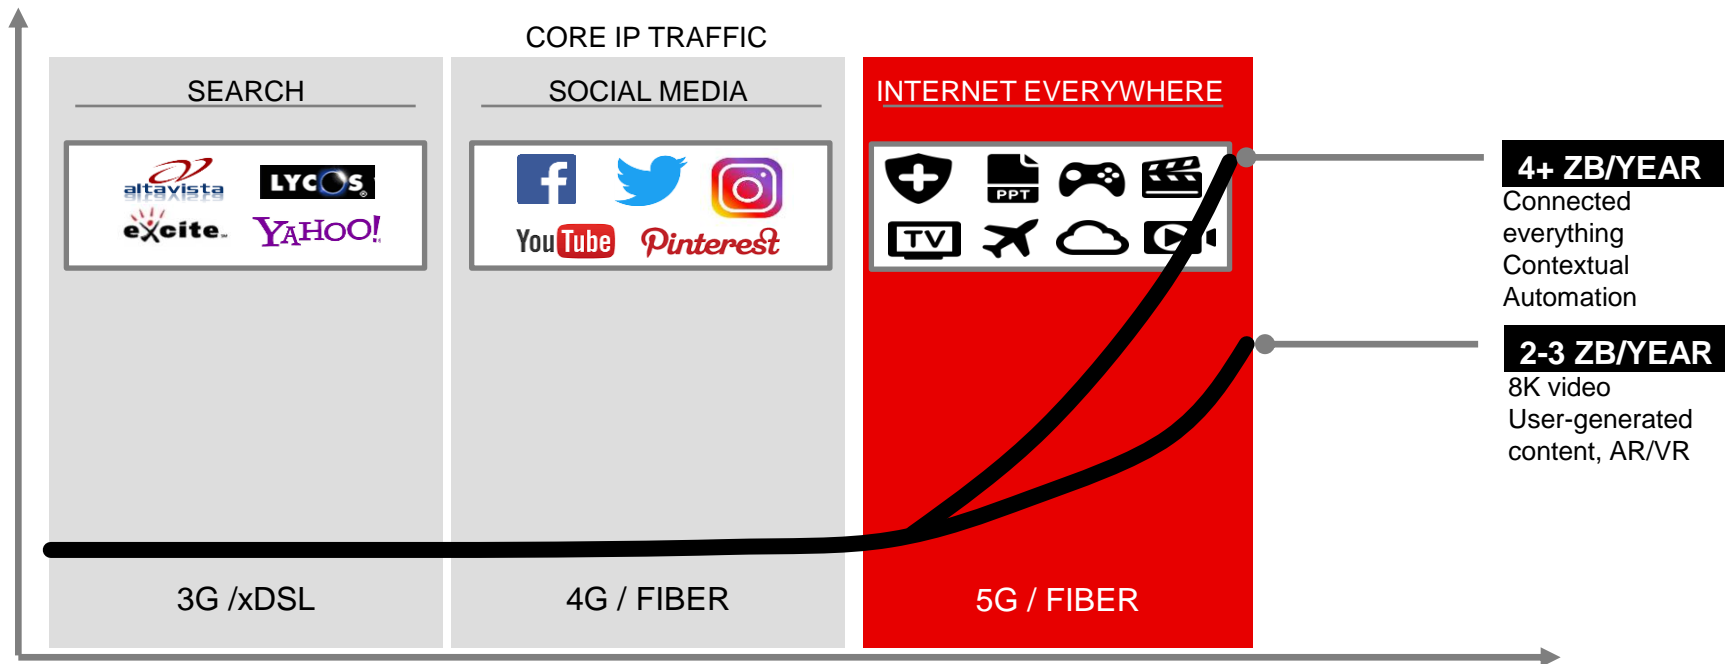 CORE IP TRAFFIC
SEARCH
altavista
LYCOS
excite
YAHOO!
3G /xDSL
SOCIAL MEDIA
f
YouTube
Pinterest
4G / FIBER
INTERNET EVERYWHERE
PPT
TV
5G / FIBER
4+ ZB/YEAR
Connected
everything
Contextual
Automation
2-3 ZB/YEAR
8K video
User-generated
content, AR/VR